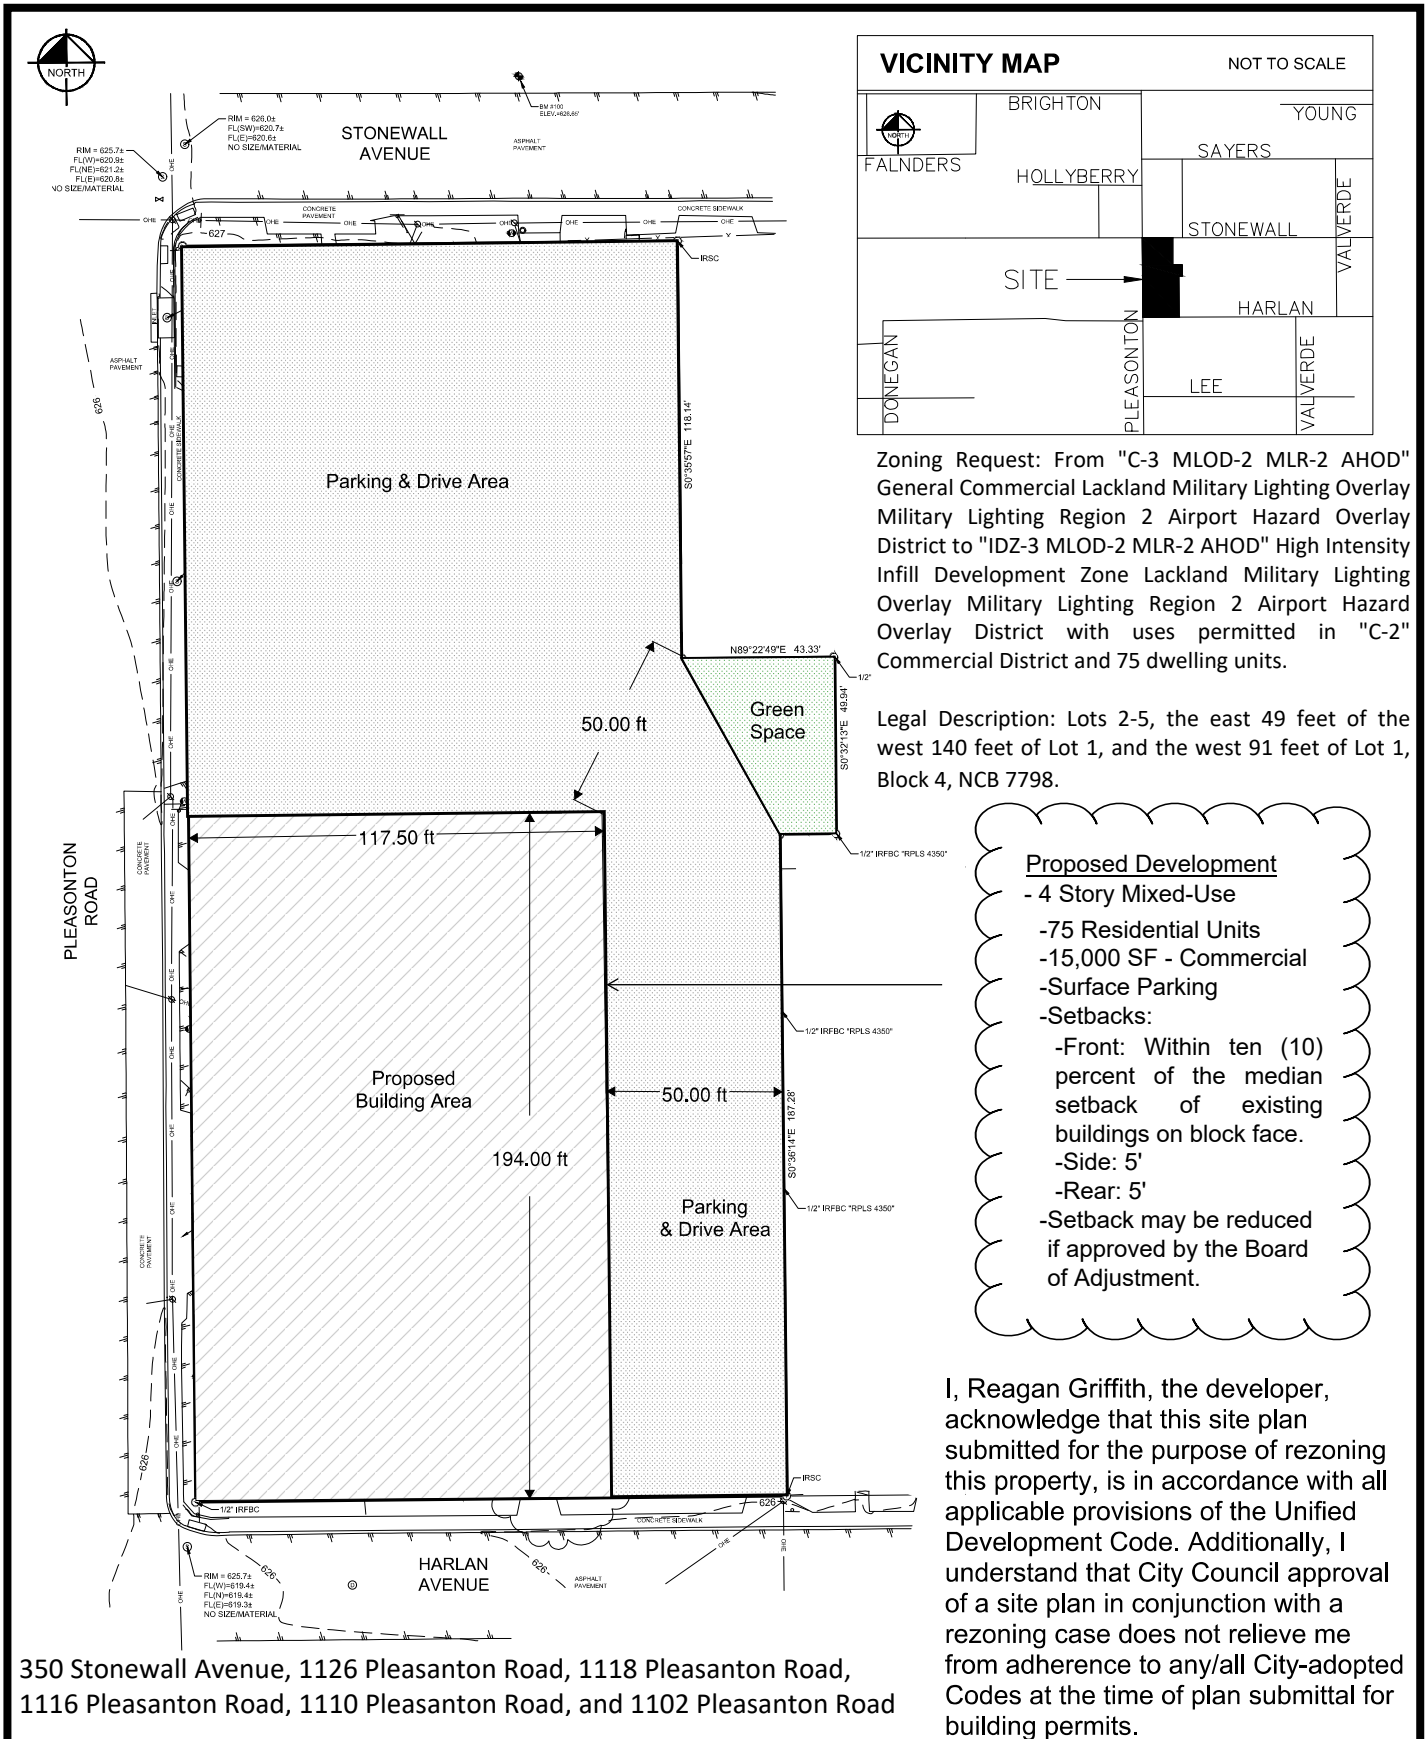 NORTH
STONEWALL
AVENUE
BM #100
ELEV.=626.65'
ASPHALT
PAVEMENT
RIM = 626.0±
FL(SW)=620.7±
FL(E)=620.6±
NO SIZE/MATERIAL
RIM = 625.7±
FL(W)=620.9±
FL(NE)=621.2±
FL(E)=620.8±
NO SIZE/MATERIAL
CONCRETE
PAVEMENT
CONCRETE SIDEWALK
OHE
OHE
OHE
OHE
OHE
OHE
627
IRSC
INLET
ASPHALT
PAVEMENT
626
CONCRETE SIDEWALK
Parking & Drive Area
S0°35'57"E 118.14'
N89°22'49"E 43.33'
1/2"
Green
Space
S0°32'13"E 49.94'
50.00 ft
1/2" IRFBC "RPLS 4350"
117.50 ft
PLEASONTON
ROAD
CONCRETE
PAVEMENT
1/2" IRFBC "RPLS 4350"
Proposed
Building Area
50.00 ft
S0°36'14"E 187.28'
194.00 ft
Parking
& Drive Area
1/2" IRFBC "RPLS 4350"
CONCRETE
PAVEMENT
626
1/2" IRFBC
IRSC
626
CONCRETE SIDEWALK
HARLAN
AVENUE
RIM = 625.7±
FL(W)=619.4±
FL(N)=619.4±
FL(E)=619.3±
NO SIZE/MATERIAL
626
626
ASPHALT
PAVEMENT
OHE
OHE
OHE
350 Stonewall Avenue, 1126 Pleasanton Road, 1118 Pleasanton Road,
1116 Pleasanton Road, 1110 Pleasanton Road, and 1102 Pleasanton Road
VICINITY MAP
NOT TO SCALE
NORTH
BRIGHTON
YOUNG
FALNDERS
SAYERS
HOLLYBERRY
VALVERDE
STONEWALL
SITE
HARLAN
PLEASONTON
DONEGAN
LEE
VALVERDE
Zoning Request: From "C-3 MLOD-2 MLR-2 AHOD"
General Commercial Lackland Military Lighting Overlay
Military Lighting Region 2 Airport Hazard Overlay
District to "IDZ-3 MLOD-2 MLR-2 AHOD" High Intensity
Infill Development Zone Lackland Military Lighting
Overlay Military Lighting Region 2 Airport Hazard
Overlay District with uses permitted in "C-2"
Commercial District and 75 dwelling units.
Legal Description: Lots 2-5, the east 49 feet of the
west 140 feet of Lot 1, and the west 91 feet of Lot 1,
Block 4, NCB 7798.
Proposed Development
- 4 Story Mixed-Use
-75 Residential Units
-15,000 SF - Commercial
-Surface Parking
-Setbacks:
-Front: Within ten (10)
percent of the median
setback of existing
buildings on block face.
-Side: 5'
-Rear: 5'
-Setback may be reduced
if approved by the Board
of Adjustment.
I, Reagan Griffith, the developer,
acknowledge that this site plan
submitted for the purpose of rezoning
this property, is in accordance with all
applicable provisions of the Unified
Development Code. Additionally, I
understand that City Council approval
of a site plan in conjunction with a
rezoning case does not relieve me
from adherence to any/all City-adopted
Codes at the time of plan submittal for
building permits.